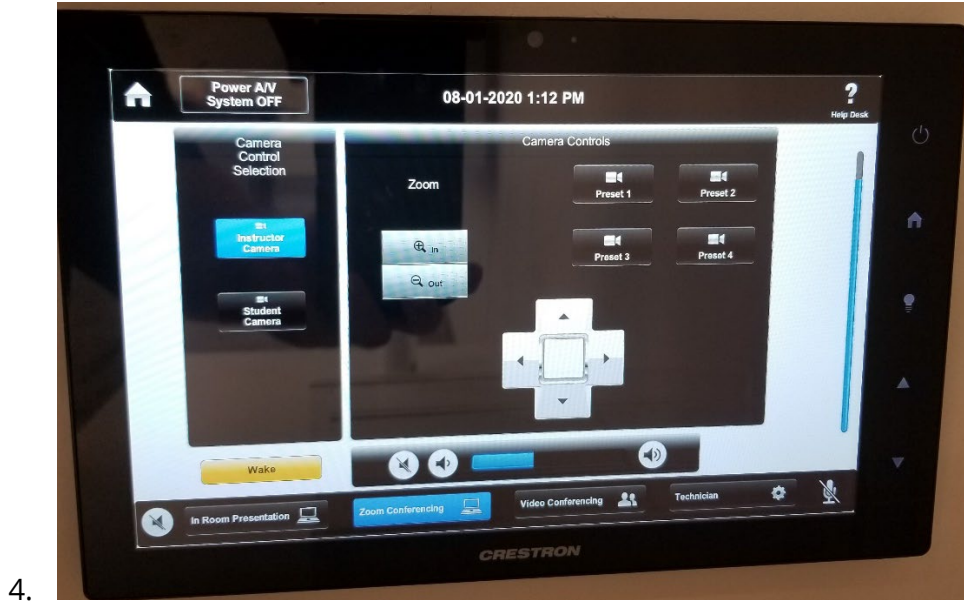 Power A/V
System OFF
08-01-2020 1:12 PM
?
Help Desk
Camera
Control
Selection
Instructor
Camera
Student
Camera
Wake
Camera Controls
Zoom
In
Out
Preset 1
Preset 2
Preset 3
Preset 4
In Room Presentation
Zoom Conferencing
Video Conferencing
Technician
CRESTRON
4.